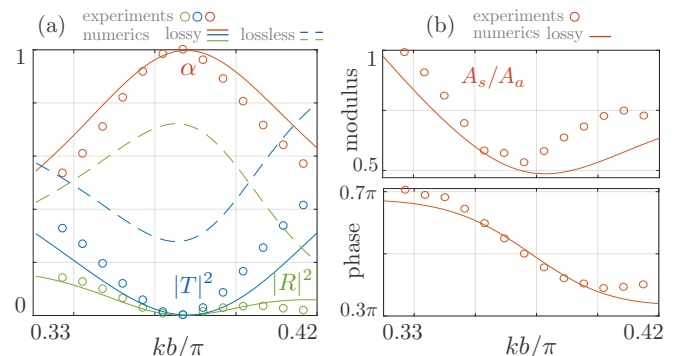 (a)
experiments
numerics lossy lossless
1
α
|T|²
|R|²
0
0.33
0.42
kb/π
(b)
experiments
numerics lossy
1
modulus
A_s/A_a
0.5
0.7π
phase
0.3π
0.33
0.42
kb/π